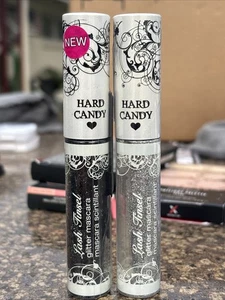 NEW
HARD
CANDY
Lash Tinsel
glitter mascara
mascara scintillant
HARD
CANDY
Lash Tinsel
glitter mascara
mascara scintillant